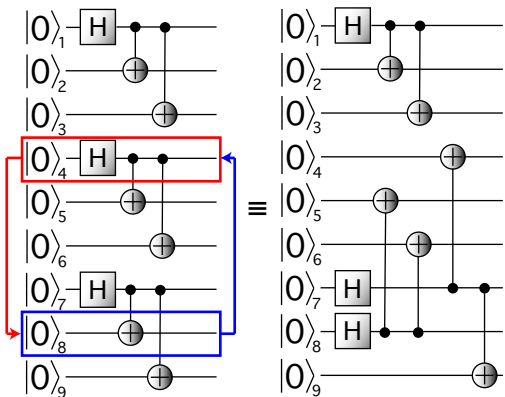 |0⟩₁ H
|0⟩₂
|0⟩₃
|0⟩₄ H
|0⟩₅
|0⟩₆
|0⟩₇ H
|0⟩₈
|0⟩₉
≡
|0⟩₁ H
|0⟩₂
|0⟩₃
|0⟩₄
|0⟩₅
|0⟩₆
|0⟩₇ H
|0⟩₈ H
|0⟩₉